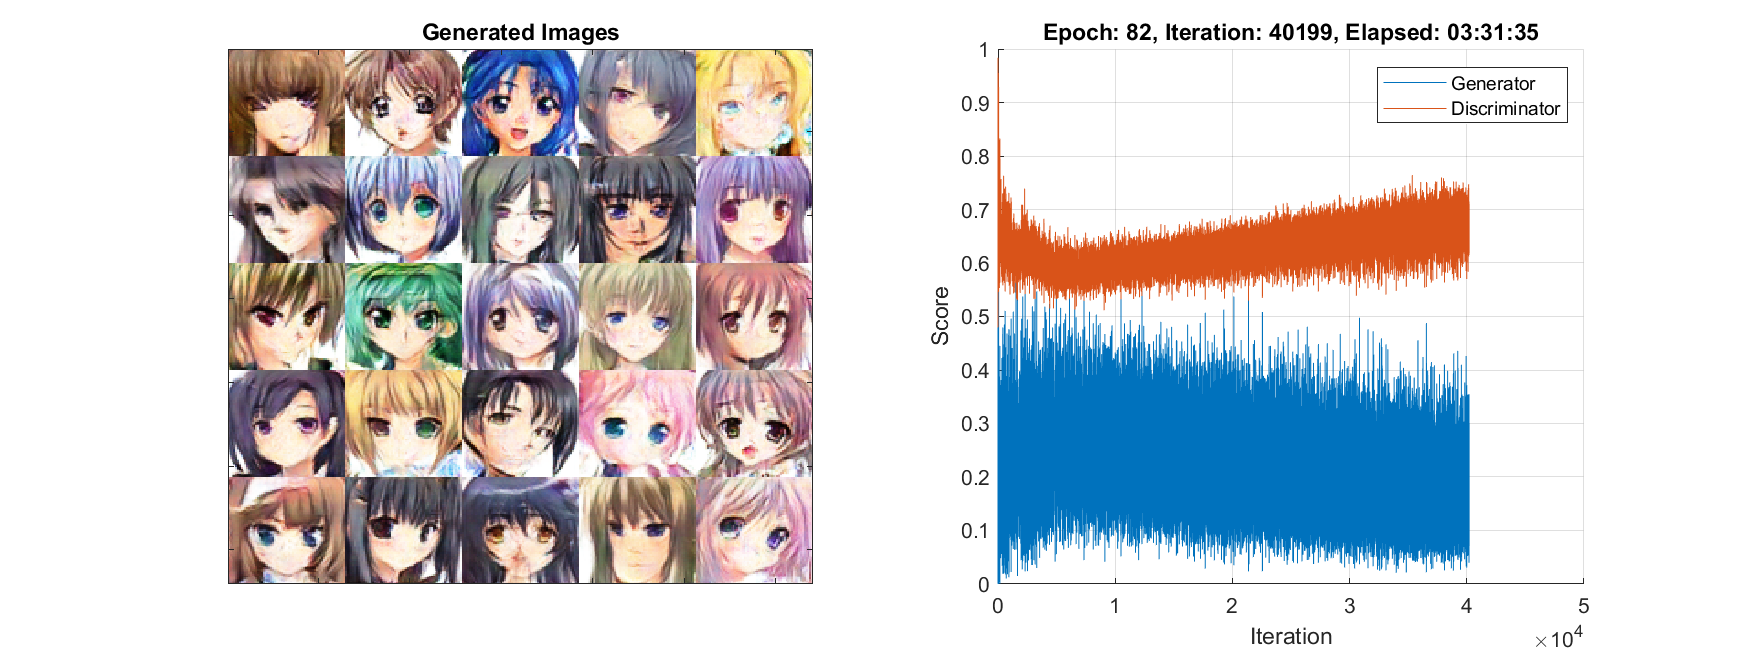 Generated Images
Epoch: 82, Iteration: 40199, Elapsed: 03:31:35
Generator
Discriminator
1
0.9
0.8
0.7
0.6
0.5
0.4
0.3
0.2
0.1
0
Score
0 1 2 3 4 5
Iteration
×10⁴